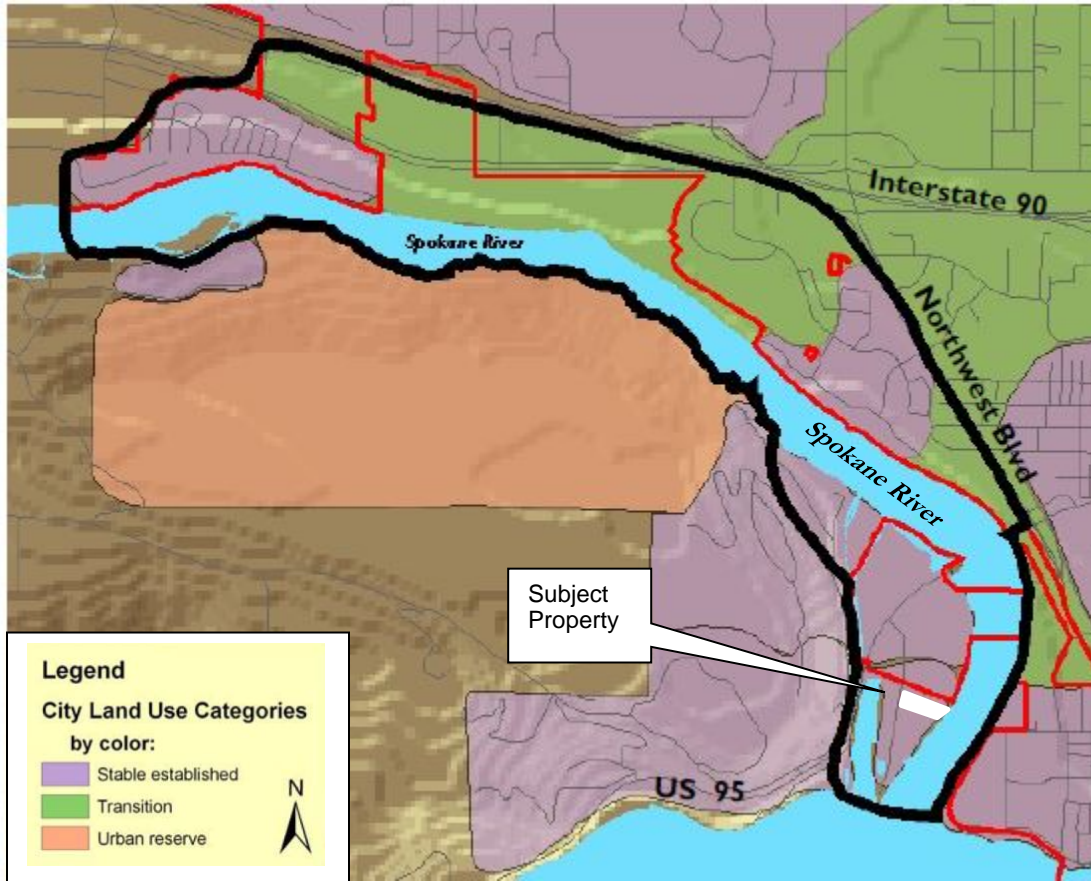 Interstate 90
Spokane River
Northwest Blvd
Spokane River
Subject
Property
US 95
Legend
City Land Use Categories
by color:
Stable established
Transition
Urban reserve
N